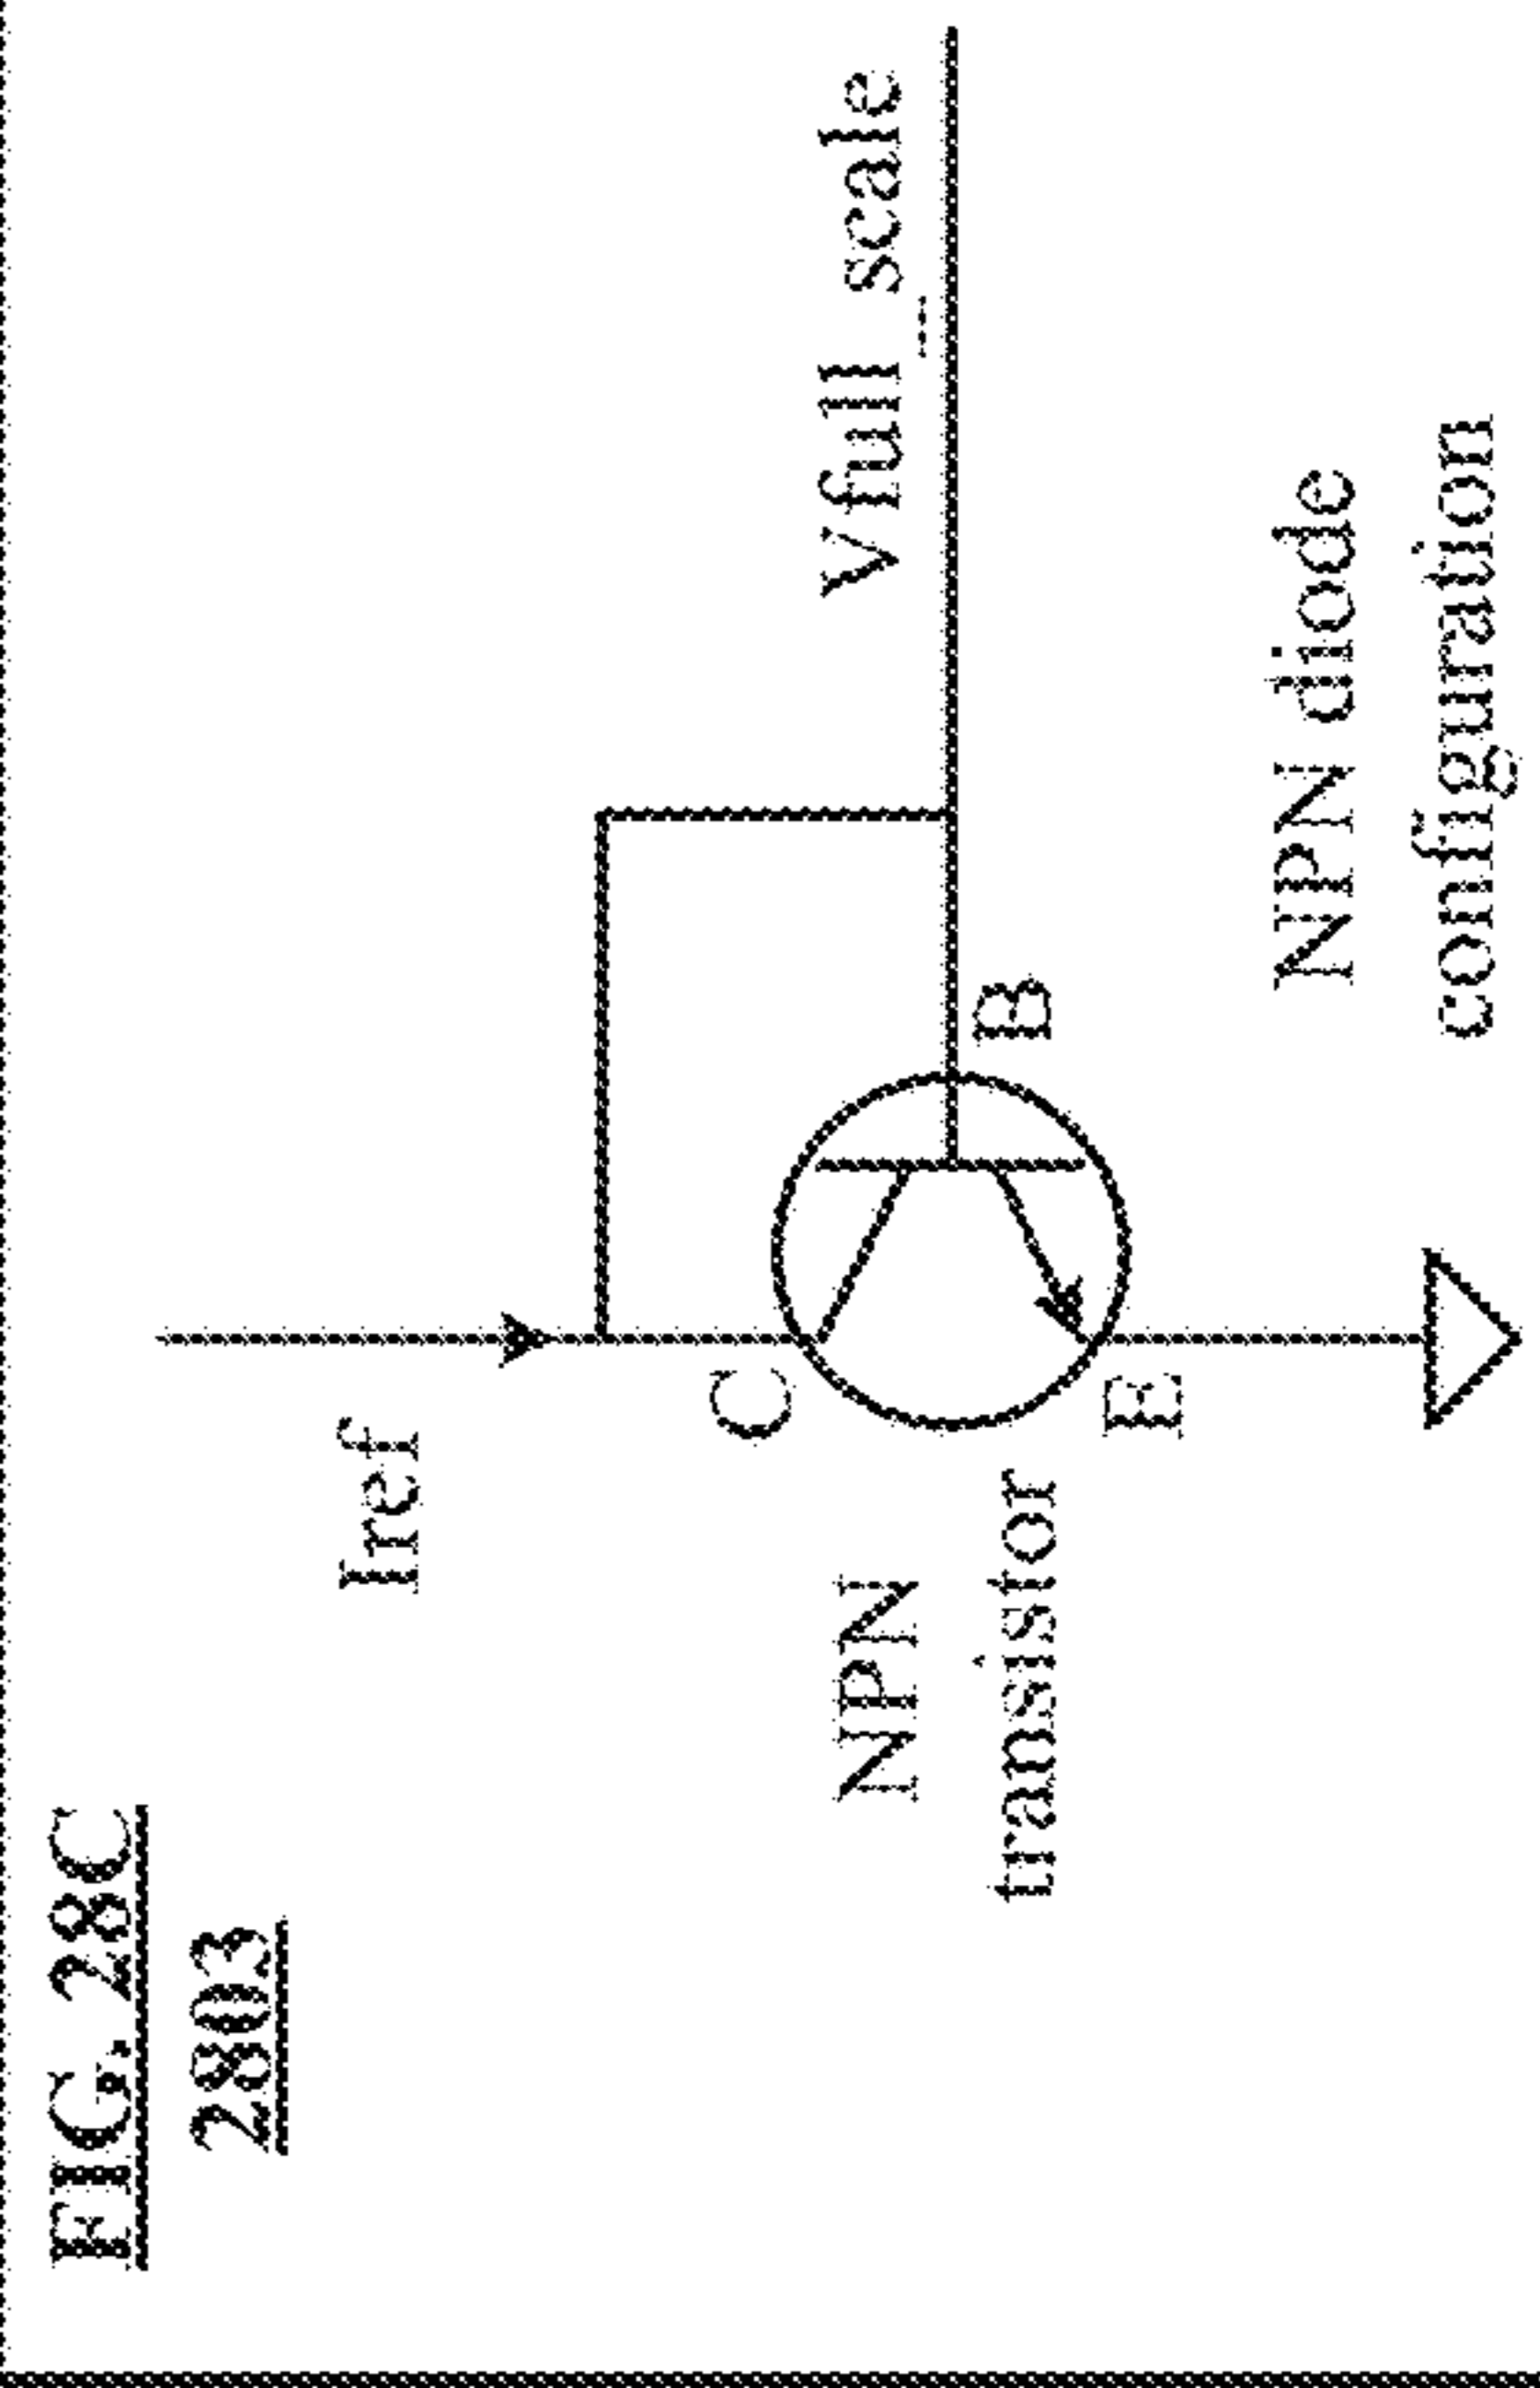 FIG. 28C
2803
Iref
Vfull_scale
C
NPN
transistor
B
E
NPN diode
configuration